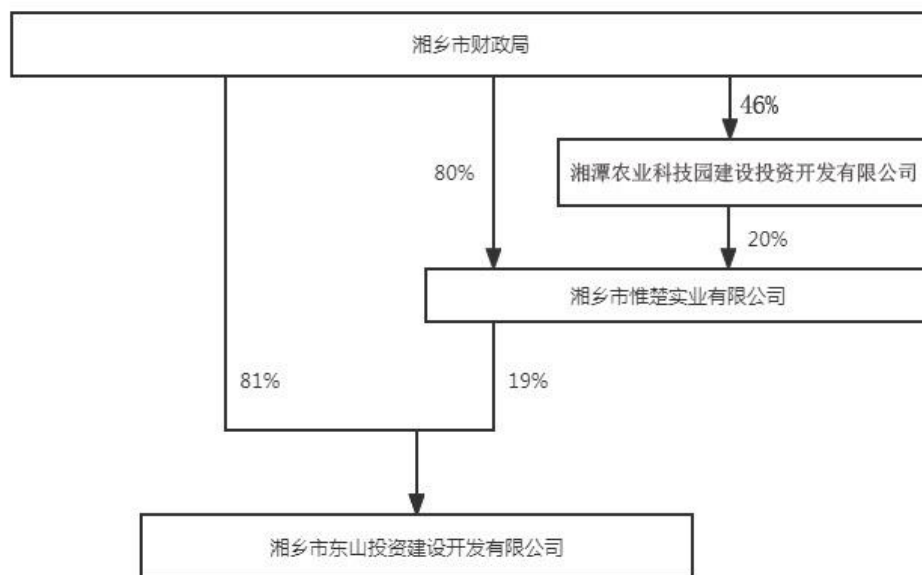 湘乡市财政局
46%
80%
湘潭农业科技园建设投资开发有限公司
20%
湘乡市惟楚实业有限公司
81%
19%
湘乡市东山投资建设开发有限公司